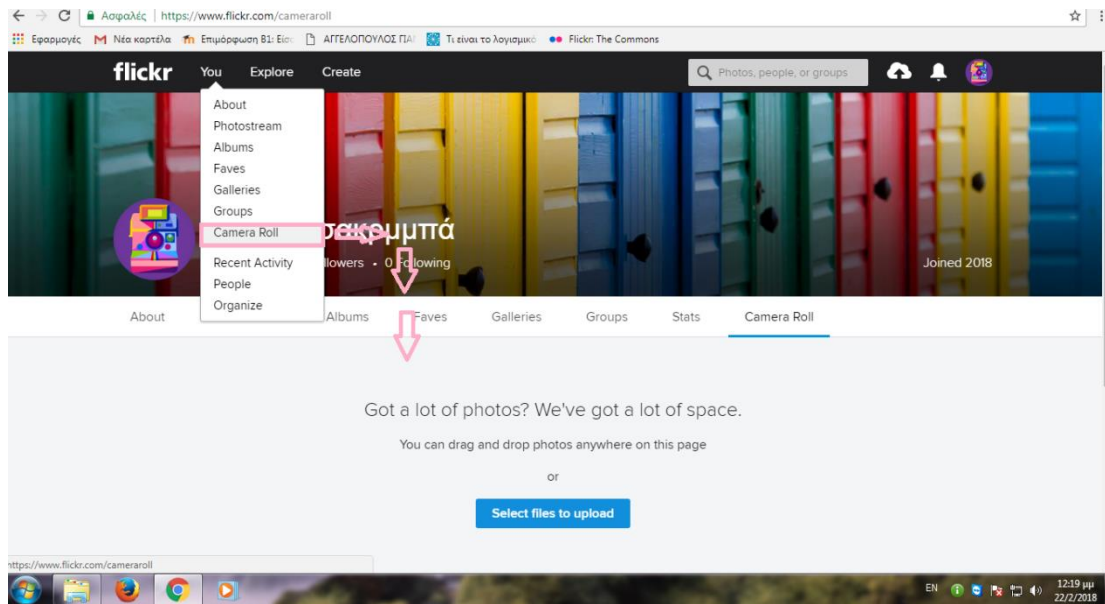 Ασφαλές | https://www.flickr.com/cameraroll
Εφαρμογές Νέα καρτέλα Επιμόρφωση Β1: Είσ ΑΓΓΕΛΟΠΟΥΛΟΣ ΠΑ Τι είναι το λογισμικό Flickr: The Commons
flickr You Explore Create Photos, people, or groups
About
Photostream
Albums
Faves
Galleries
Groups
Camera Roll
Recent Activity
People
Organize
σακρμμπά
llowers • 0 Following Joined 2018
About Albums Faves Galleries Groups Stats Camera Roll
Got a lot of photos? We've got a lot of space.
You can drag and drop photos anywhere on this page
or
Select files to upload
https://www.flickr.com/cameraroll
EN 12:19 μμ
22/2/2018